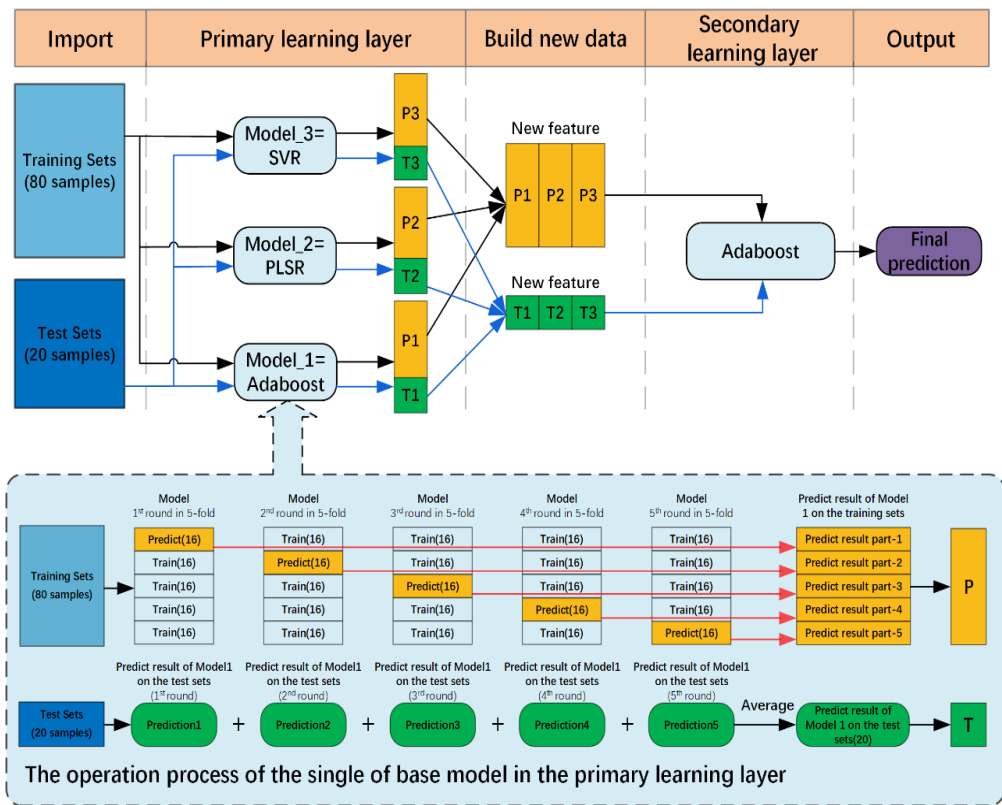 Import
Primary learning layer
Build new data
Secondary
learning layer
Output
Training Sets
(80 samples)
Test Sets
(20 samples)
Model_3=
SVR
Model_2=
PLSR
Model_1=
Adaboost
P3
T3
P2
T2
P1
T1
New feature
P1 P2 P3
New feature
T1 T2 T3
Adaboost
Final
prediction
Model
1st round in 5-fold
Model
2nd round in 5-fold
Model
3rd round in 5-fold
Model
4th round in 5-fold
Model
5th round in 5-fold
Predict result of Model
1 on the training sets
Training Sets
(80 samples)
Predict(16) Train(16) Train(16) Train(16) Train(16) Predict result part-1
Train(16) Predict(16) Train(16) Train(16) Train(16) Predict result part-2
Train(16) Train(16) Predict(16) Train(16) Train(16) Predict result part-3
Train(16) Train(16) Train(16) Predict(16) Train(16) Predict result part-4
Train(16) Train(16) Train(16) Train(16) Predict(16) Predict result part-5
P
Predict result of Model1
on the test sets
(1st round)
Predict result of Model1
on the test sets
(2nd round)
Predict result of Model1
on the test sets
(3rd round)
Predict result of Model1
on the test sets
(4th round)
Predict result of Model1
on the test sets
(5th round)
Test Sets
(20 samples)
Prediction1 + Prediction2 + Prediction3 + Prediction4 + Prediction5
Average
Predict result of
Model 1 on the test
sets(20)
T
The operation process of the single of base model in the primary learning layer